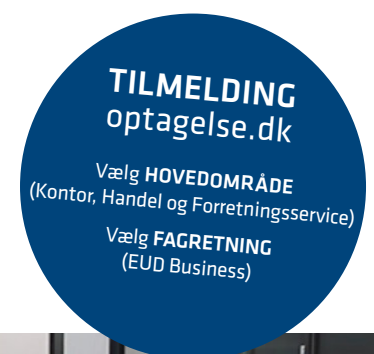 TILMELDING
optagelse.dk
Vælg HOVEDOMRÅDE
(Kontor, Handel og Forretningsservice)
Vælg FAGRETNING
(EUD Business)